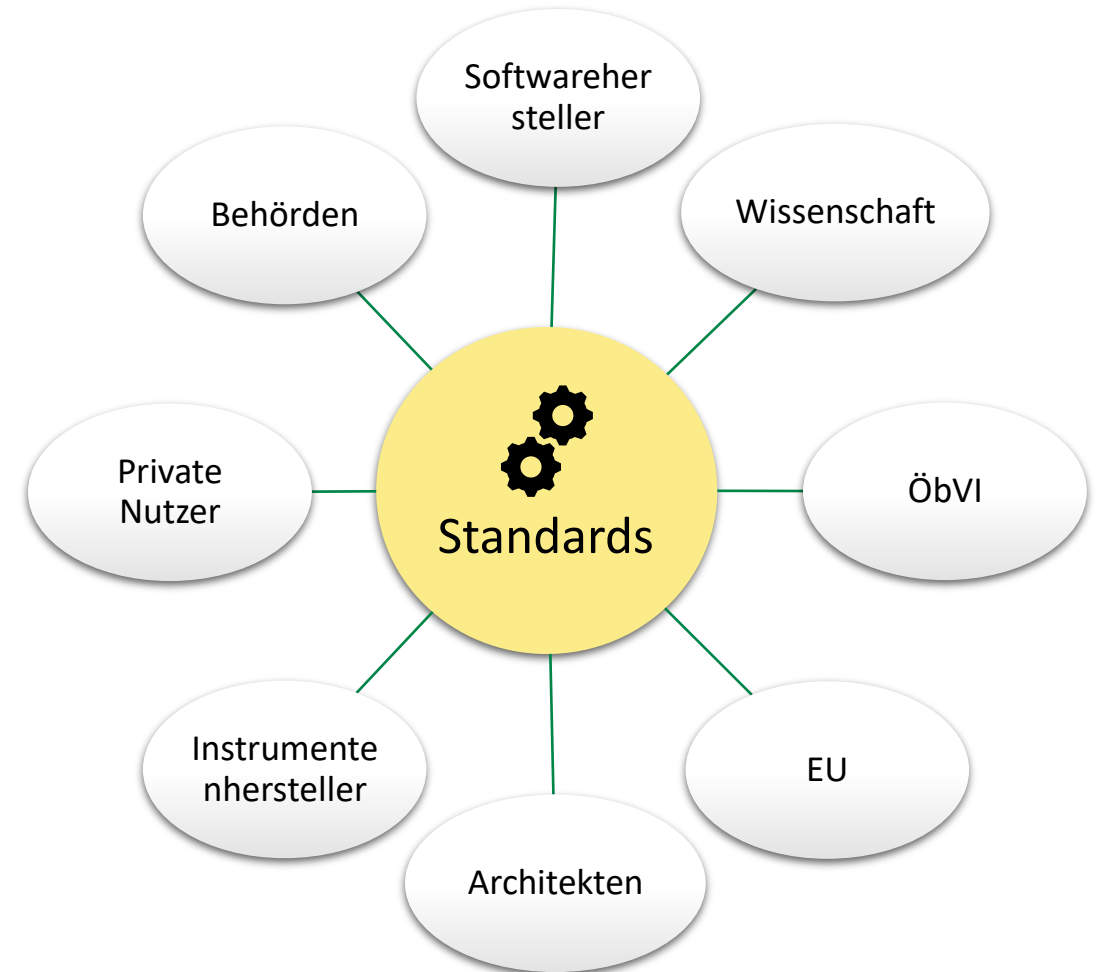 Softwareher
steller
Behörden
Wissenschaft
Private
Nutzer
Standards
ÖbVI
Instrumente
nhersteller
EU
Architekten